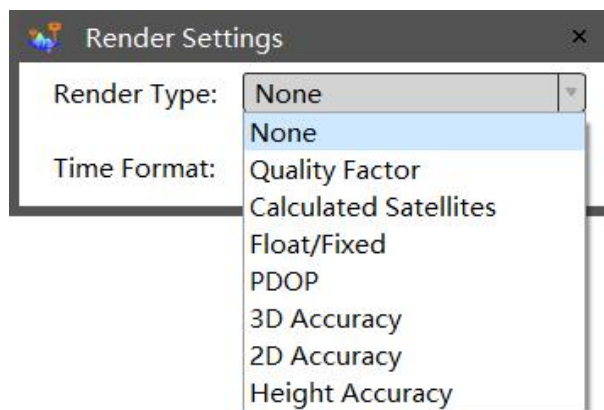 Render Settings ×
Render Type: None
None
Time Format: Quality Factor
Calculated Satellites
Float/Fixed
PDOP
3D Accuracy
2D Accuracy
Height Accuracy